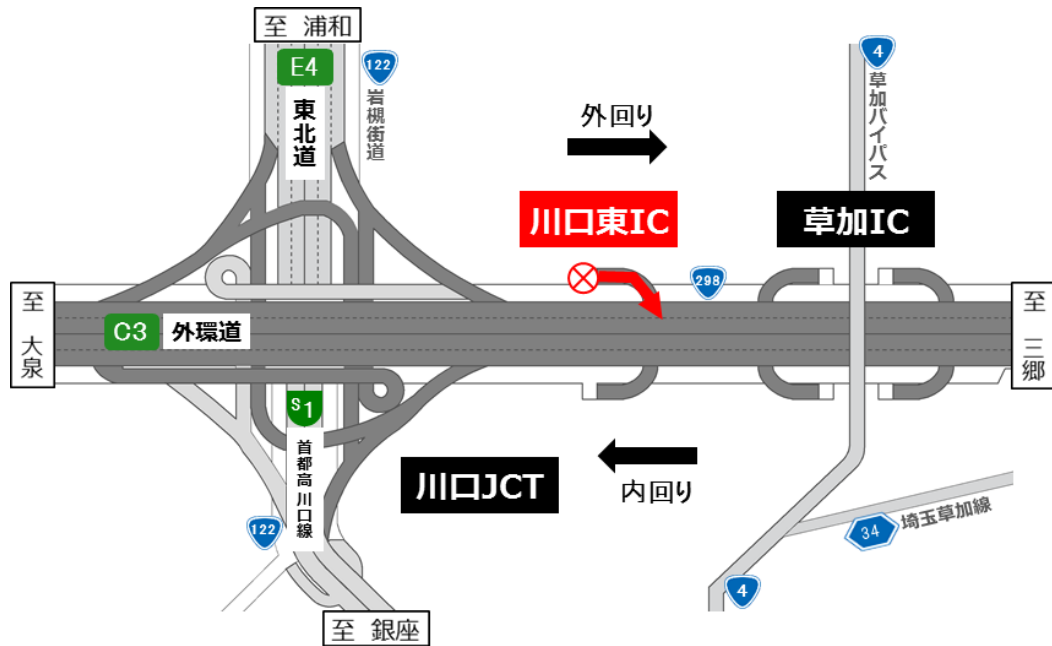 至 浦和
E4
東北道
122
岩槻街道
外回り
4
草加バイパス
川口東IC
草加IC
298
至 大泉
C3 外環道
至 三郷
S1
首都高川口線
川口JCT
内回り
122
34
埼玉草加線
4
至 銀座